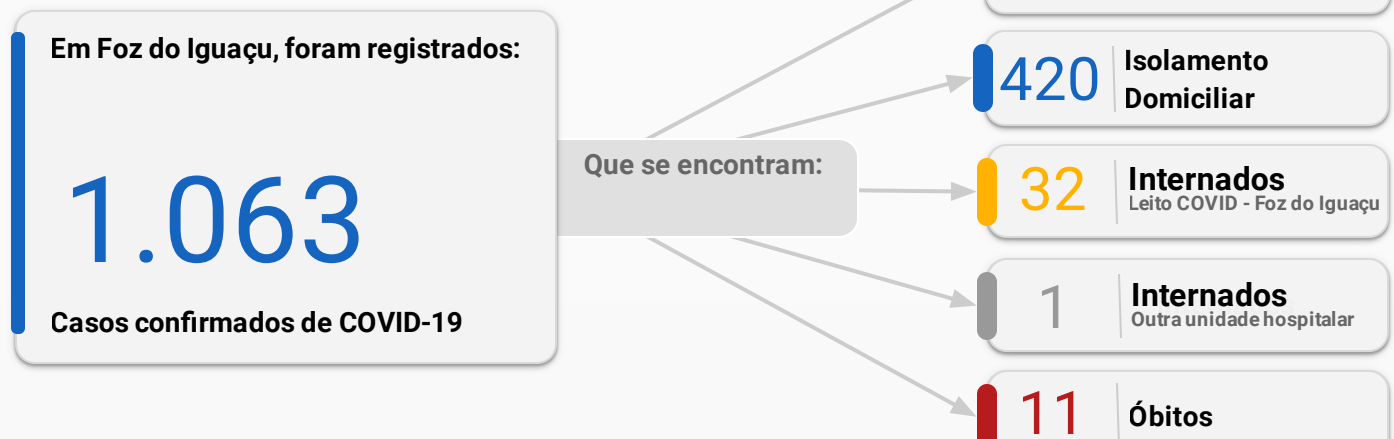 Em Foz do Iguaçu, foram registrados:
1.063
Casos confirmados de COVID-19
Que se encontram:
420
Isolamento
Domiciliar
32
Internados
Leito COVID - Foz do Iguaçu
1
Internados
Outra unidade hospitalar
11
Óbitos